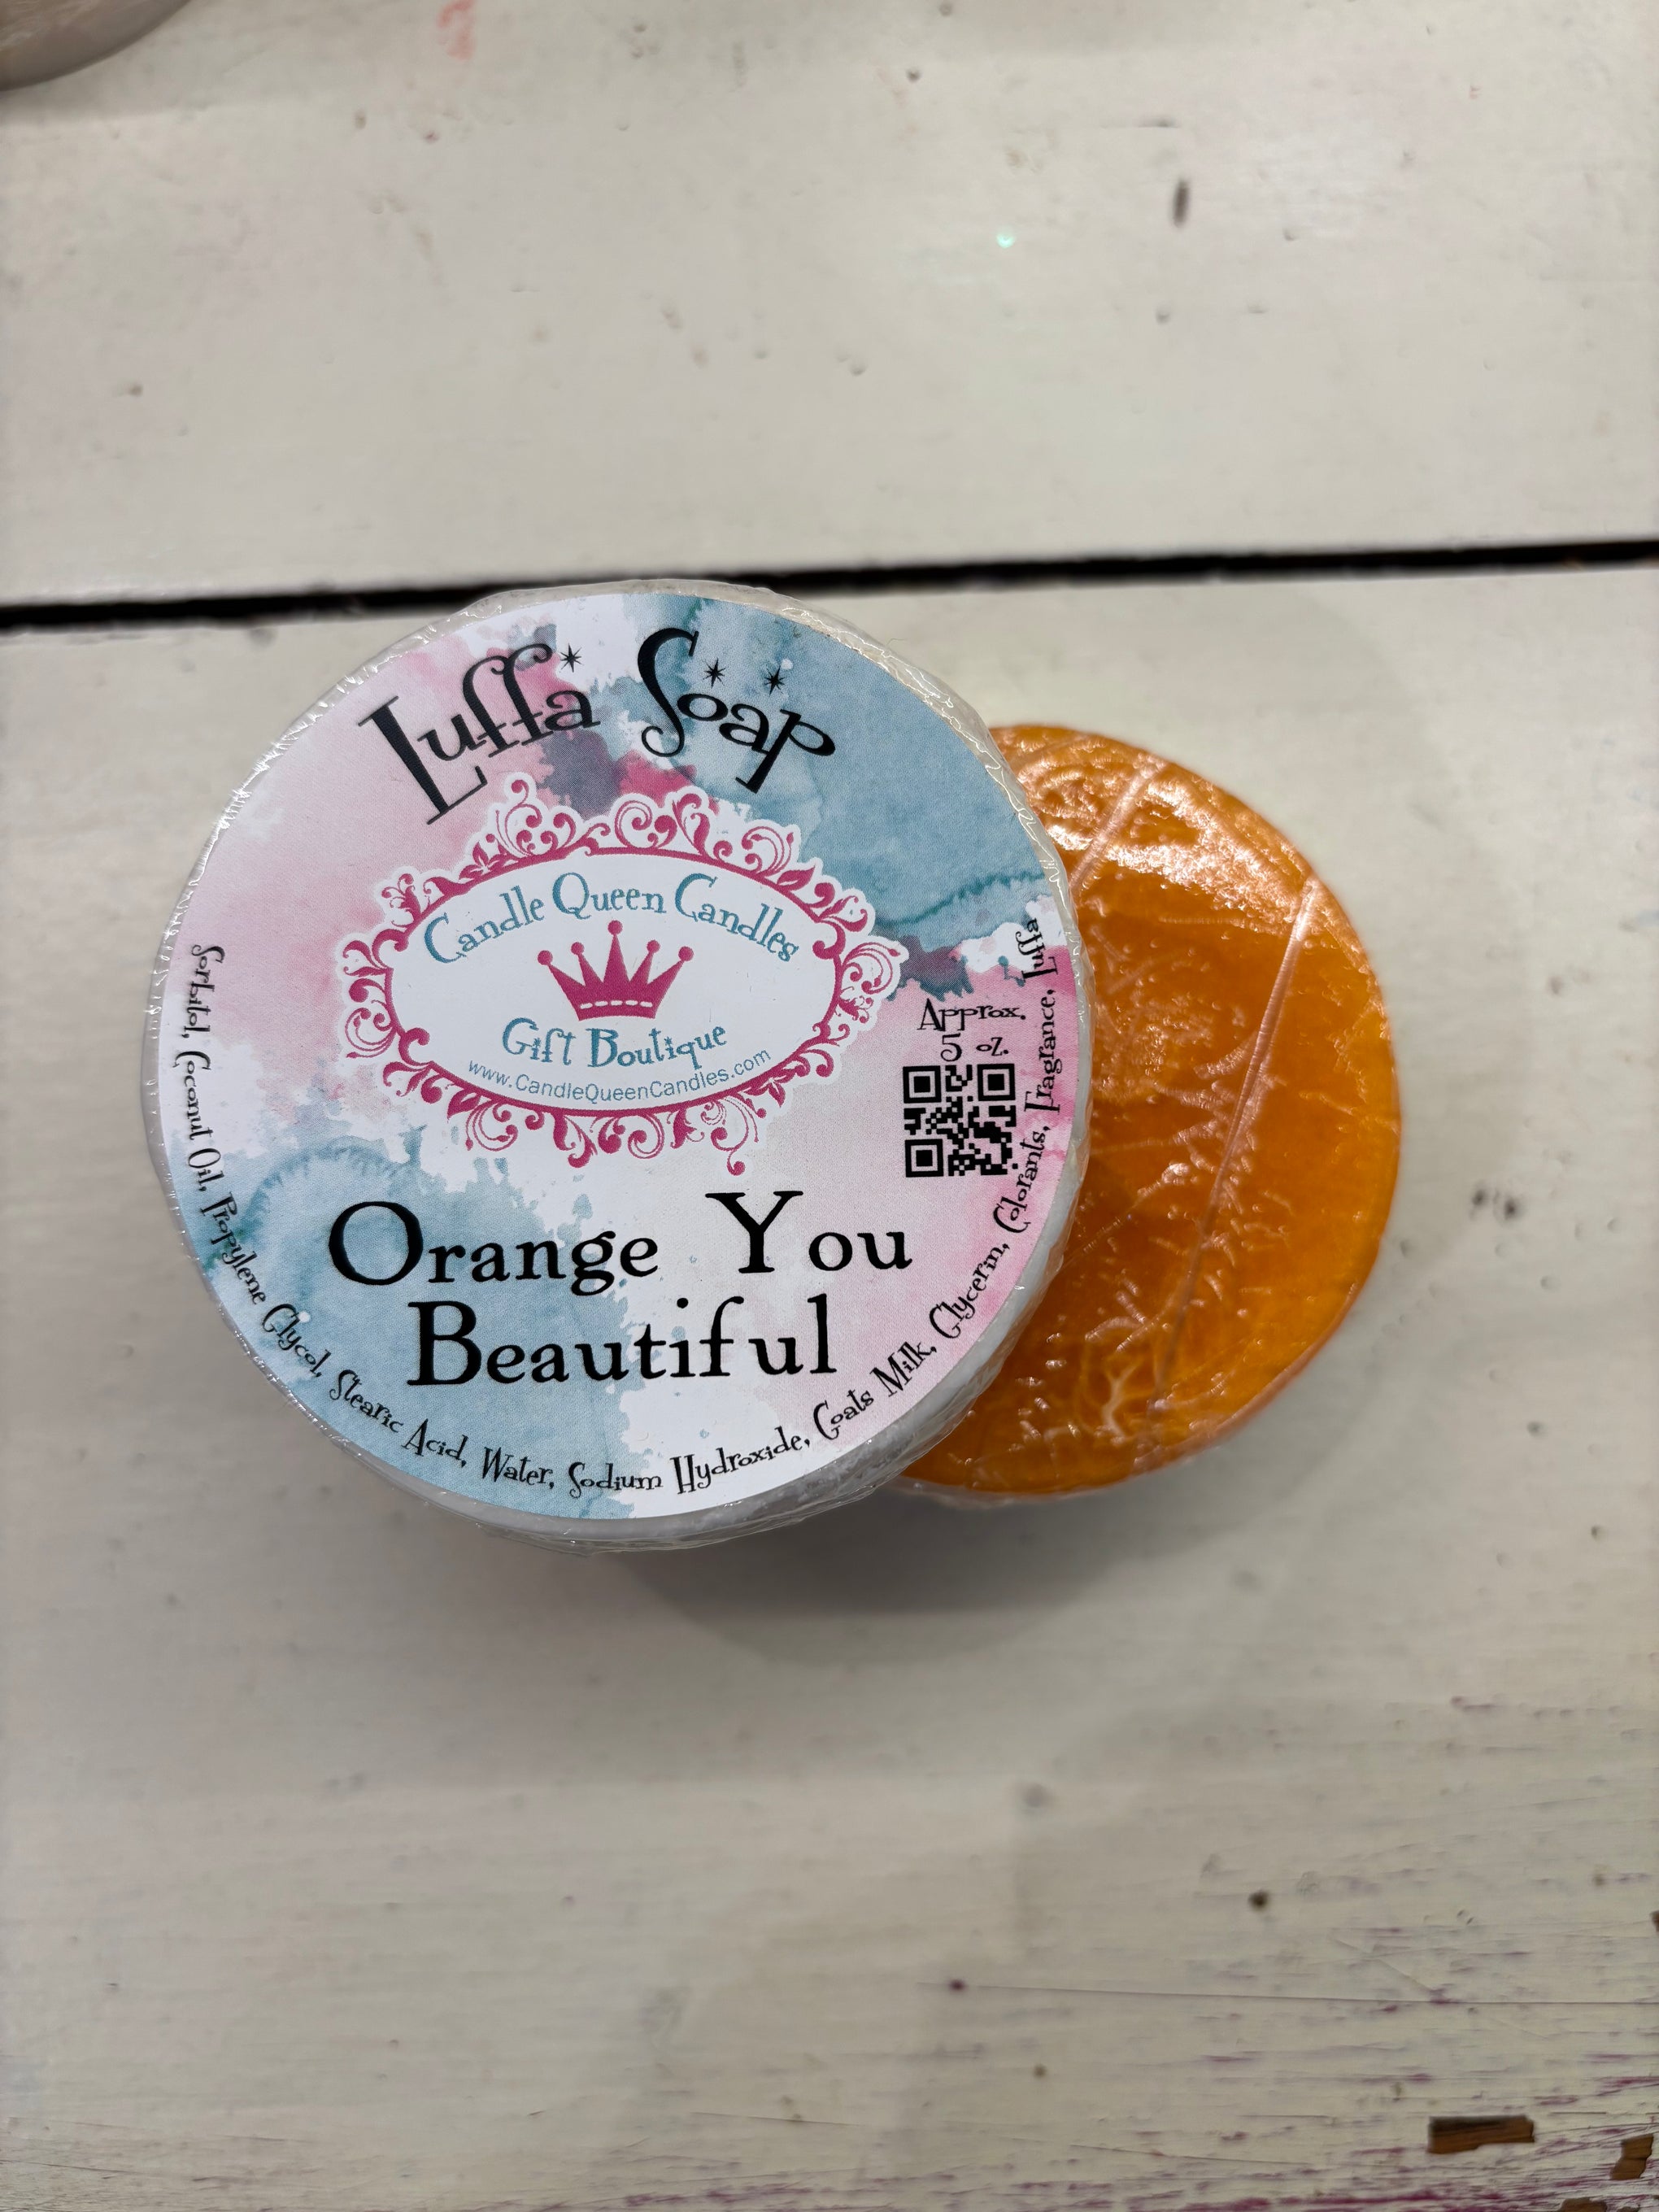 Luffa Soap
Candle Queen Candles
Gift Boutique
www.CandleQueenCandles.com
Approx.
5 oz.
Orange You
Beautiful
Sorbitol, Coconut Oil, Propylene Glycol, Stearic Acid, Water, Sodium Hydroxide, Goats Milk, Glycerin, Colorants, Fragrance, Luffa